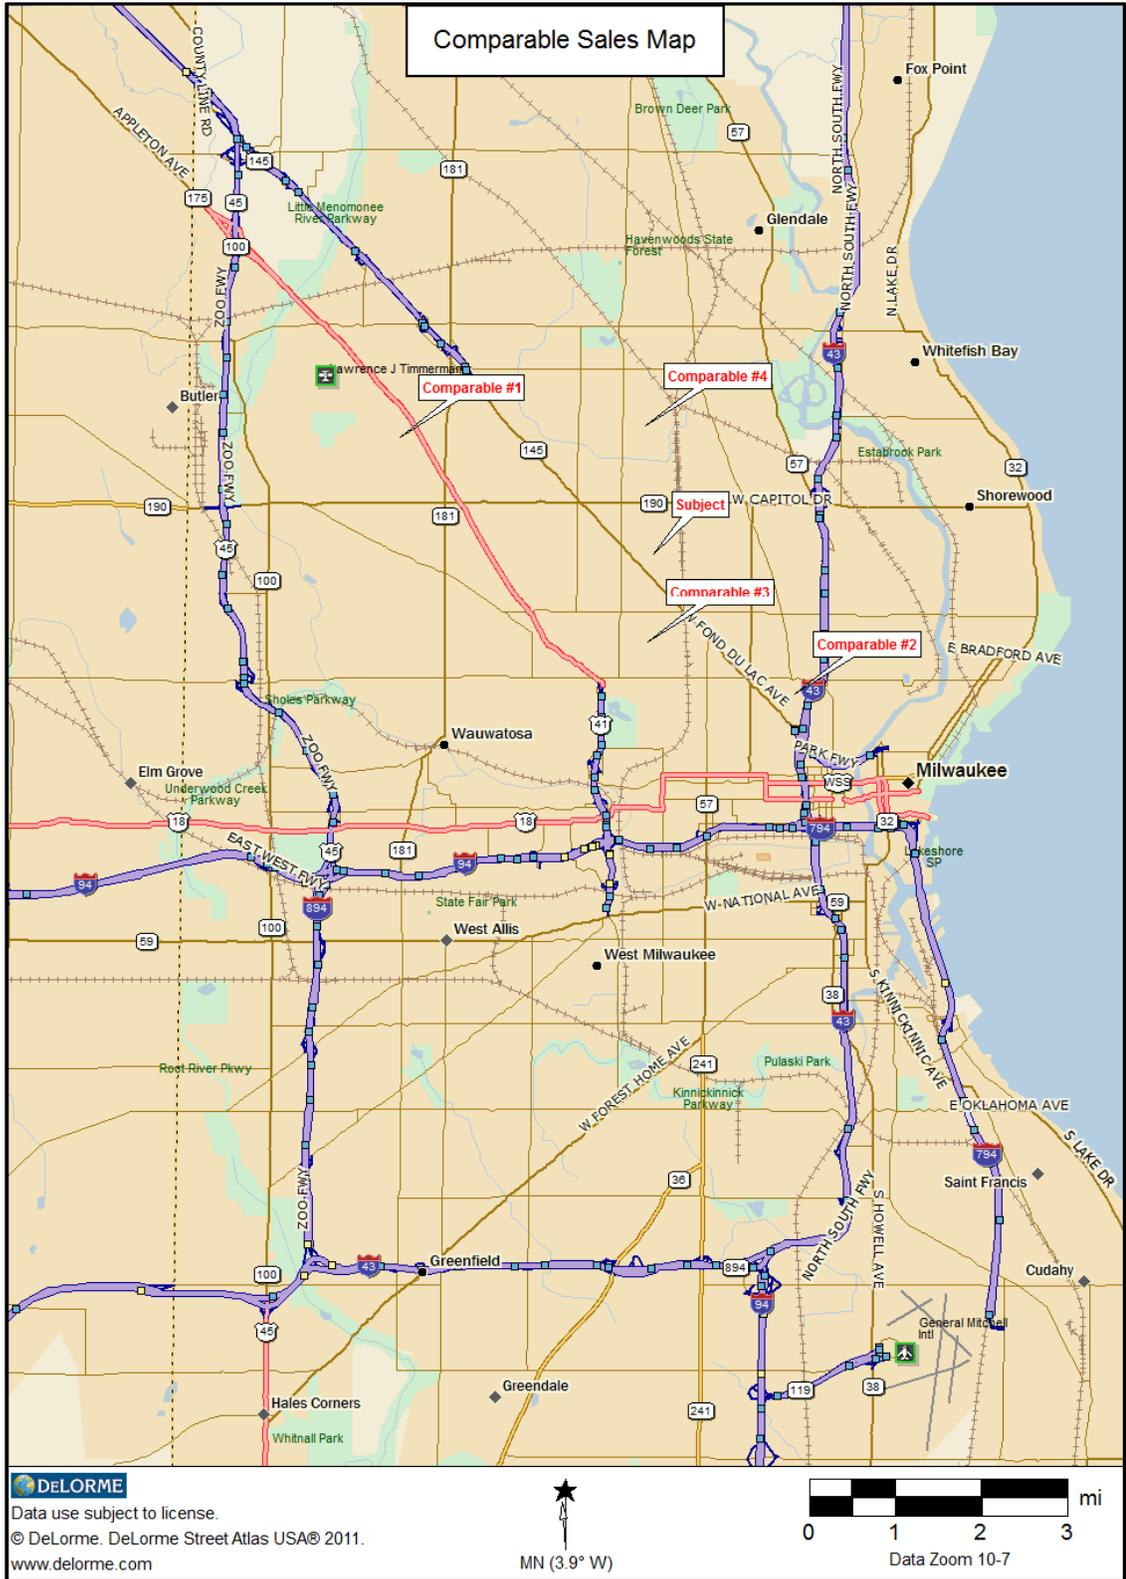 Comparable Sales Map
COUNTY LINE RD
Fox Point
Brown Deer Park
APPLETON AVE
57
NORTH SOUTH FWY
145
181
175
45
Little Menomonee
River Parkway
NORTH SOUTH FWY
Glendale
100
Havenwoods State
Forest
N LAKE DR
ZOO FWY
43
Whitefish Bay
awrence J Timmerman
Comparable #1
Comparable #4
Butler
145
57
Estabrook Park
32
ZOO FWY
190
181
190
Subject
W CAPITOL DR
Shorewood
45
100
Comparable #3
W FOND DU LAC AVE
Comparable #2
E BRADFORD AVE
43
Sholes Parkway
41
Wauwatosa
ZOO FWY
PARK FWY
Elm Grove
Milwaukee
Underwood Creek
Parkway
WSS
57
18
18
794
32
EAST WEST FWY
45
181
94
94
Lakeshore
SP
894
State Fair Park
W NATIONAL AVE
59
100
West Allis
59
West Milwaukee
38
S KINNICKINNIC AVE
43
Root River Pkwy
W FOREST HOME AVE
241
Pulaski Park
Kinnickinnick
Parkway
E OKLAHOMA AVE
794
S LAKE DR
36
Saint Francis
ZOO FWY
NORTH SOUTH FWY
S HOWELL AVE
100
43
Greenfield
894
Cudahy
94
45
General Mitchell
Intl
Greendale
119
38
Hales Corners
241
Whitnall Park
DELORME
Data use subject to license.
© DeLorme. DeLorme Street Atlas USA® 2011.
www.delorme.com
MN (3.9° W)
mi
0 1 2 3
Data Zoom 10-7